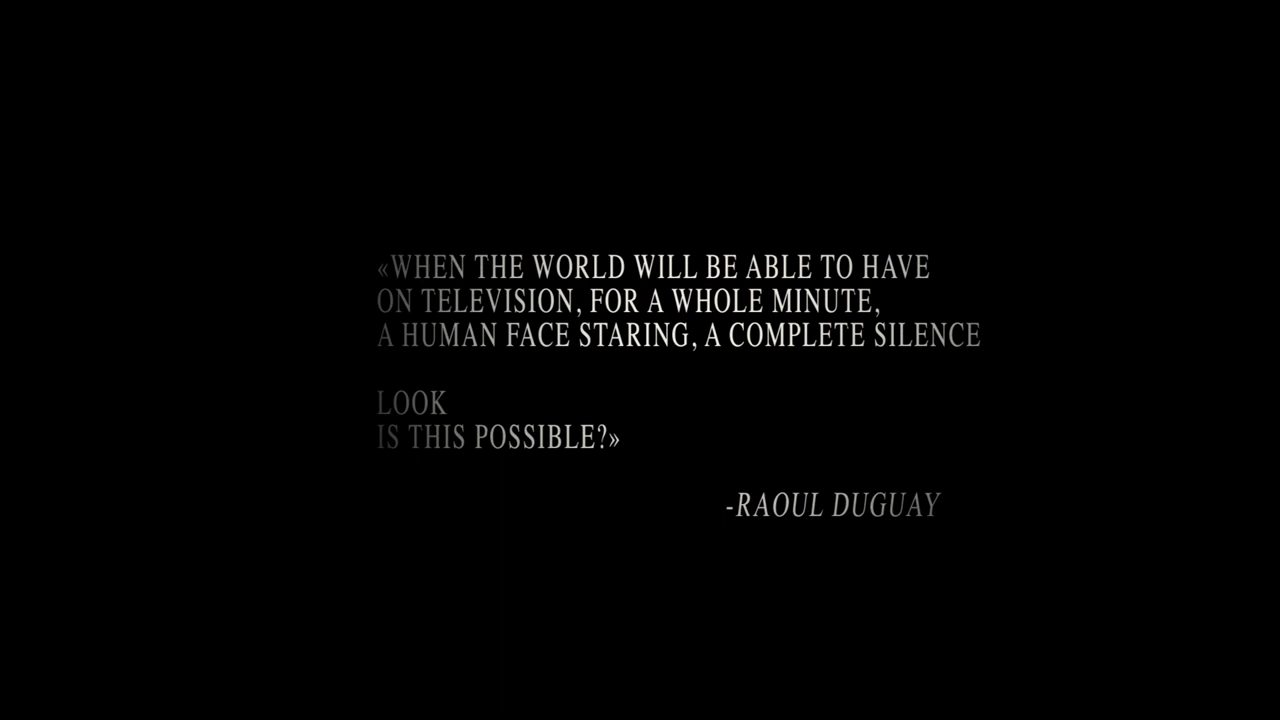 «WHEN THE WORLD WILL BE ABLE TO HAVE
ON TELEVISION, FOR A WHOLE MINUTE,
A HUMAN FACE STARING, A COMPLETE SILENCE
LOOK
IS THIS POSSIBLE?»
-RAOUL DUGUAY